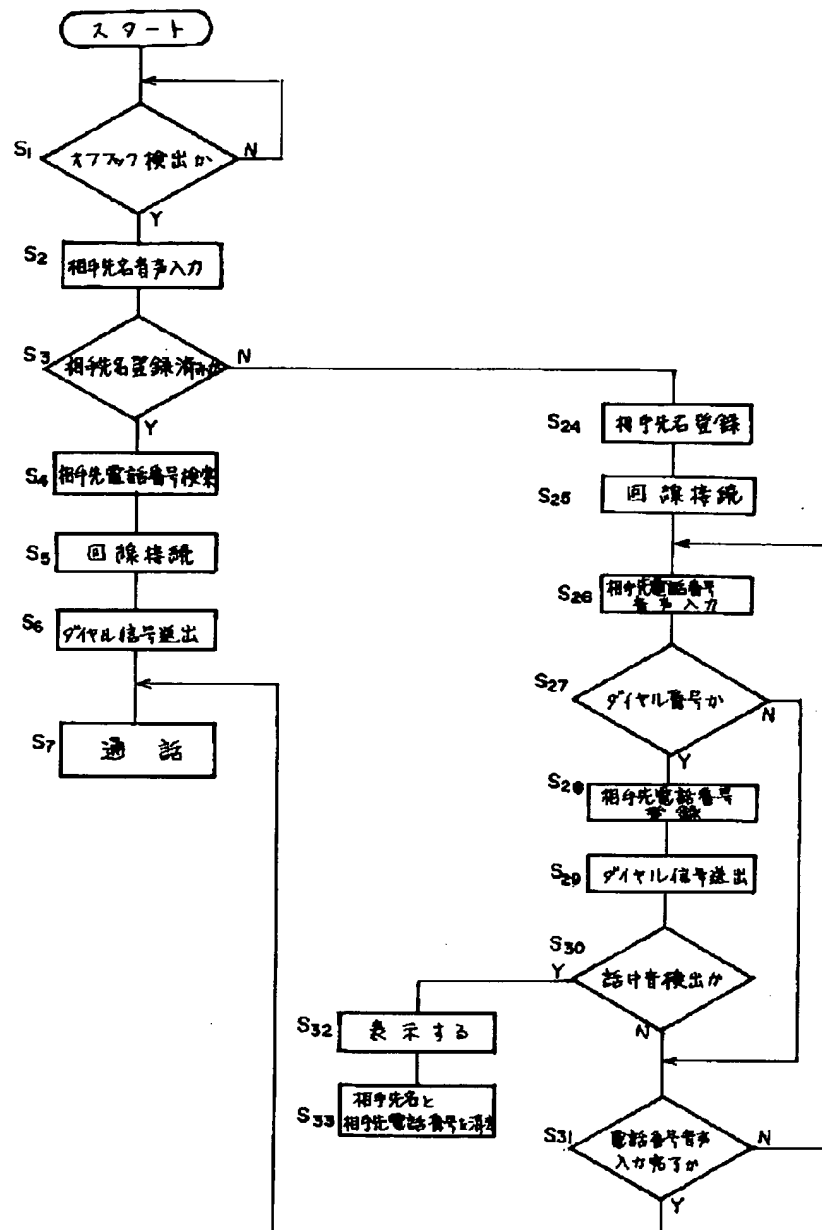 スタート
S1
オフフック検出か
N
Y
S2
相手先名音声入力
S3
相手先名登録済みか
N
Y
S4
相手先電話番号検索
S5
回線接続
S6
ダイヤル信号送出
S7
通話
S24
相手先名登録
S25
回線接続
S26
相手先電話番号
音声入力
S27
ダイヤル番号か
N
Y
S28
相手先電話番号
登録
S29
ダイヤル信号送出
S30
話中音検出か
Y
N
S32
表示する
S33
相手先名と
相手先電話番号を消去
S31
電話番号音声
入力完了か
N
Y